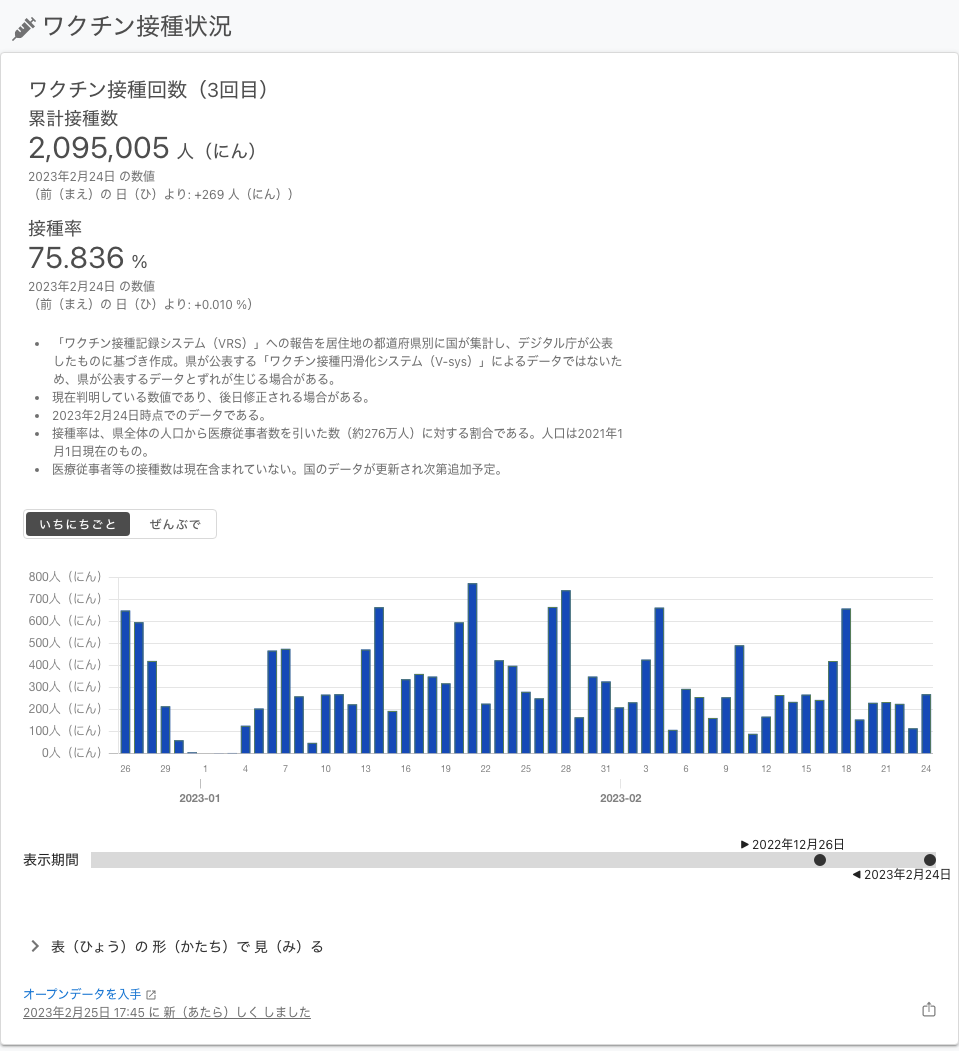 ワクチン接種状況
ワクチン接種回数（3回目）
累計接種数
2,095,005 人（にん）
2023年2月24日 の数値
（前（まえ）の 日（ひ）より: +269 人（にん））
接種率
75.836 %
2023年2月24日 の数値
（前（まえ）の 日（ひ）より: +0.010 %）
• 「ワクチン接種記録システム（VRS）」への報告を居住地の都道府県別に国が集計し、デジタル庁が公表
したものに基づき作成。県が公表する「ワクチン接種円滑化システム（V-sys）」によるデータではないた
め、県が公表するデータとずれが生じる場合がある。
• 現在判明している数値であり、後日修正される場合がある。
• 2023年2月24日時点でのデータである。
• 接種率は、県全体の人口から医療従事者数を引いた数（約276万人）に対する割合である。人口は2021年1
月1日現在のもの。
• 医療従事者等の接種数は現在含まれていない。国のデータが更新され次第追加予定。
いちにちごと ぜんぶで
800人（にん）
700人（にん）
600人（にん）
500人（にん）
400人（にん）
300人（にん）
200人（にん）
100人（にん）
0人（にん）
26 29 1 4 7 10 13 16 19 22 25 28 31 3 6 9 12 15 18 21 24
2023-01 2023-02
2022年12月26日
表示期間
2023年2月24日
表（ひょう）の 形（かたち）で 見（み）る
オープンデータを入手
2023年2月25日 17:45 に 新（あたら）しく しました